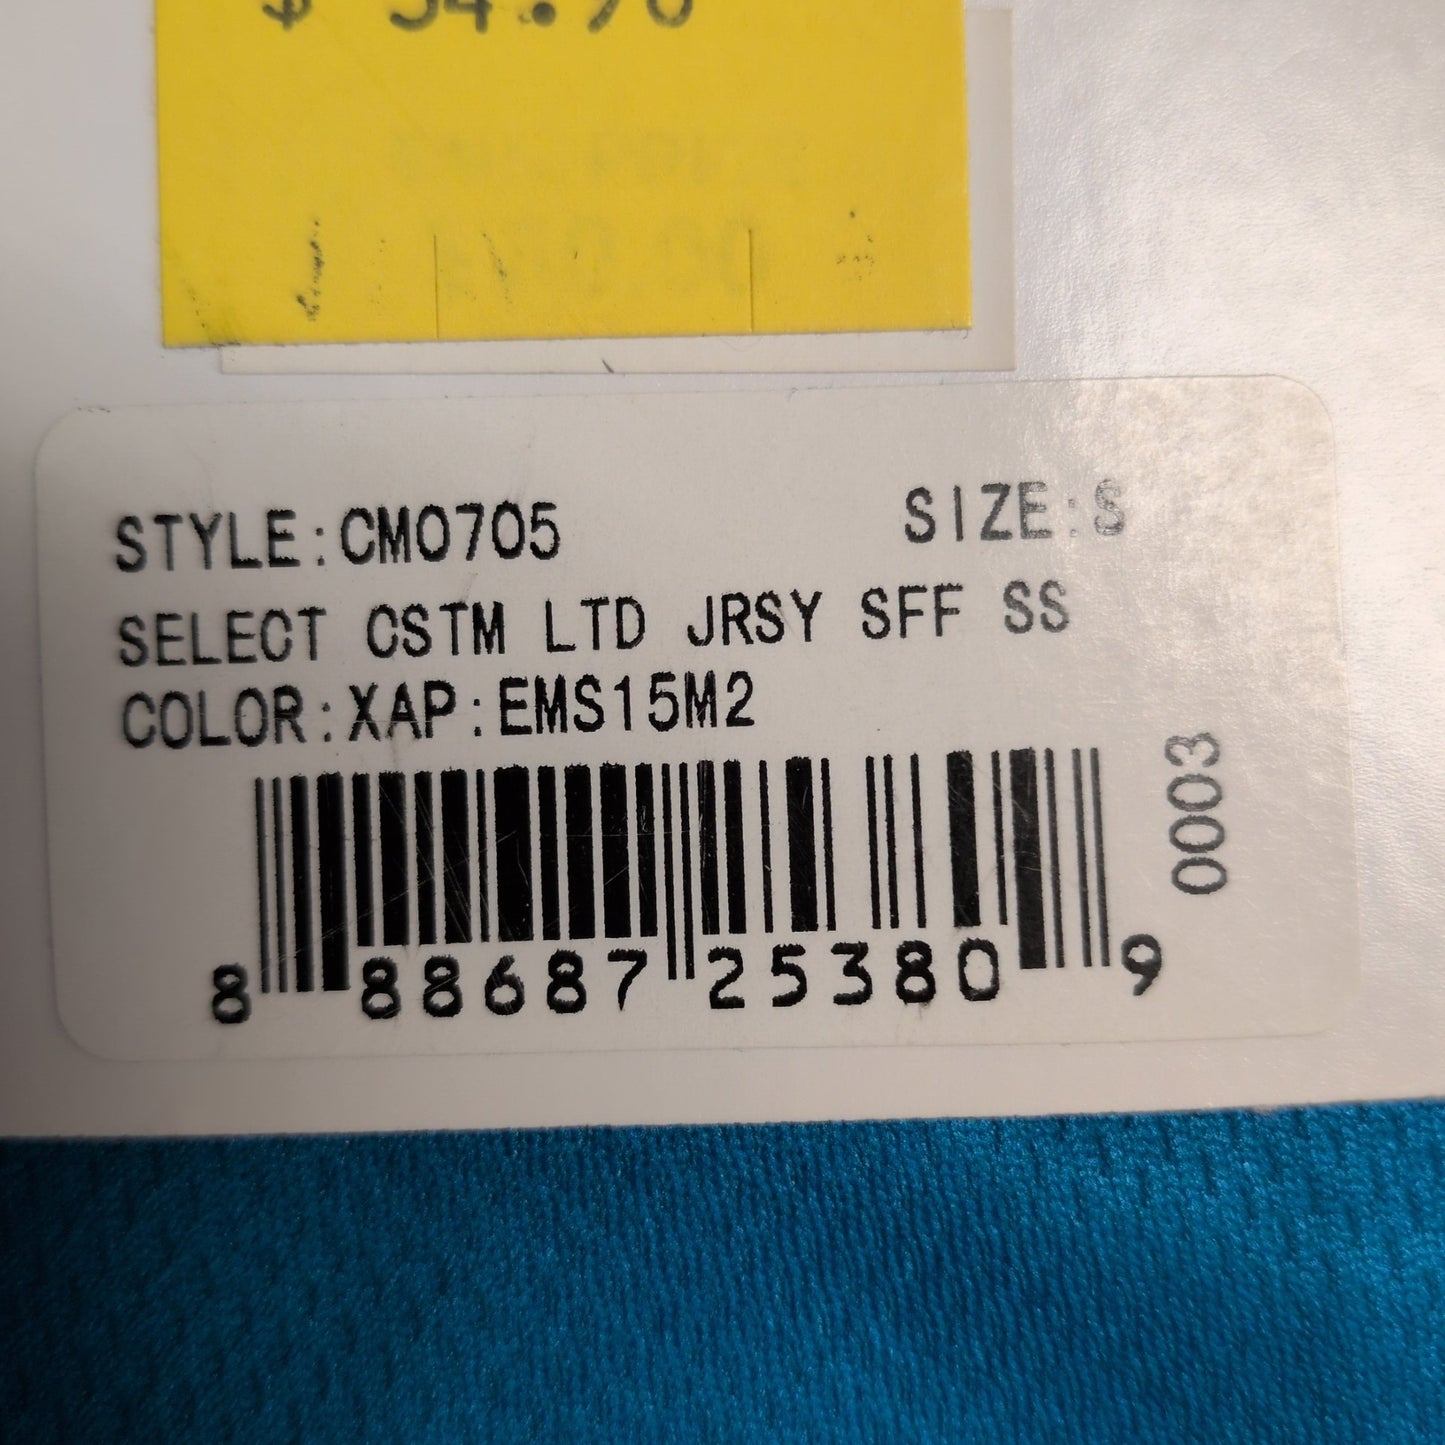 STYLE:CM0705 SIZE:S
SELECT CSTM LTD JRSY SFF SS
COLOR:XAP:EMS15M2
0003
8 88687 25380 9